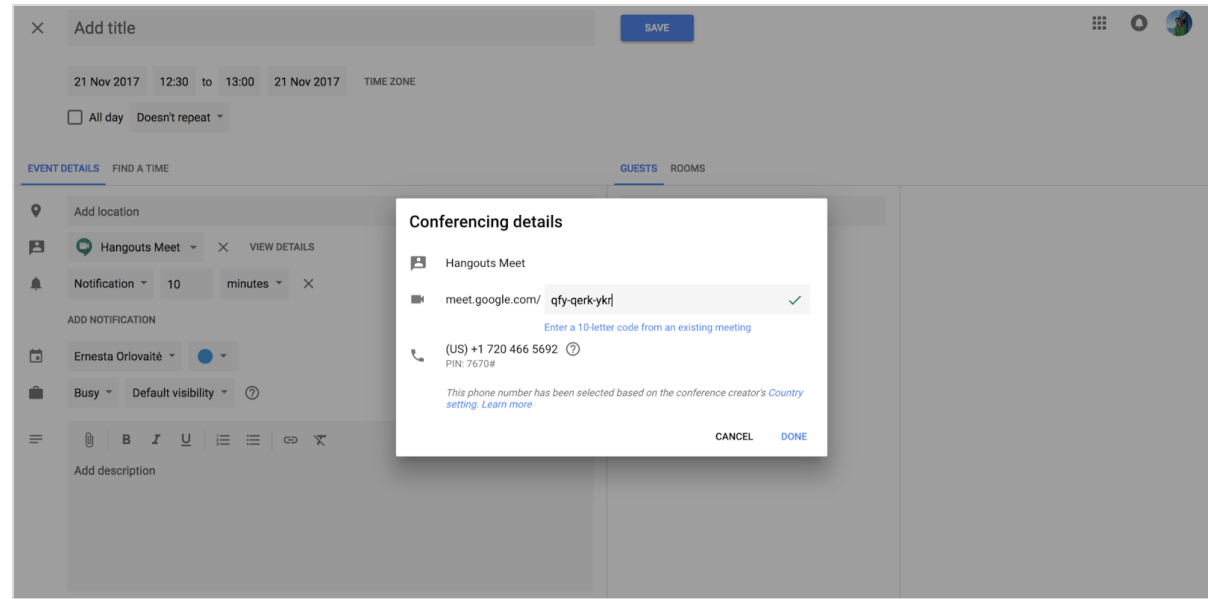 Add title
SAVE
21 Nov 2017 12:30 to 13:00 21 Nov 2017 TIME ZONE
All day Doesn't repeat
EVENT DETAILS FIND A TIME
GUESTS ROOMS
Add location
Hangouts Meet VIEW DETAILS
Notification 10 minutes
ADD NOTIFICATION
Ernesta Orlovaitė
Busy Default visibility
B I U
Add description
Conferencing details
Hangouts Meet
meet.google.com/ qfy-qerk-ykr
Enter a 10-letter code from an existing meeting
(US) +1 720 466 5692
PIN: 7670#
This phone number has been selected based on the conference creator's Country
setting. Learn more
CANCEL DONE